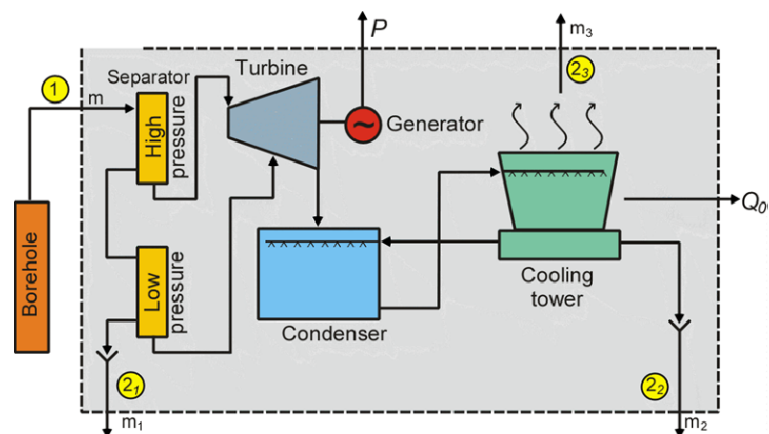 P
m₃
2₃
Turbine
Separator
1
m
High
pressure
Generator
Q₀
Borehole
Low
pressure
Condenser
Cooling
tower
2₁
2₂
m₁
m₂